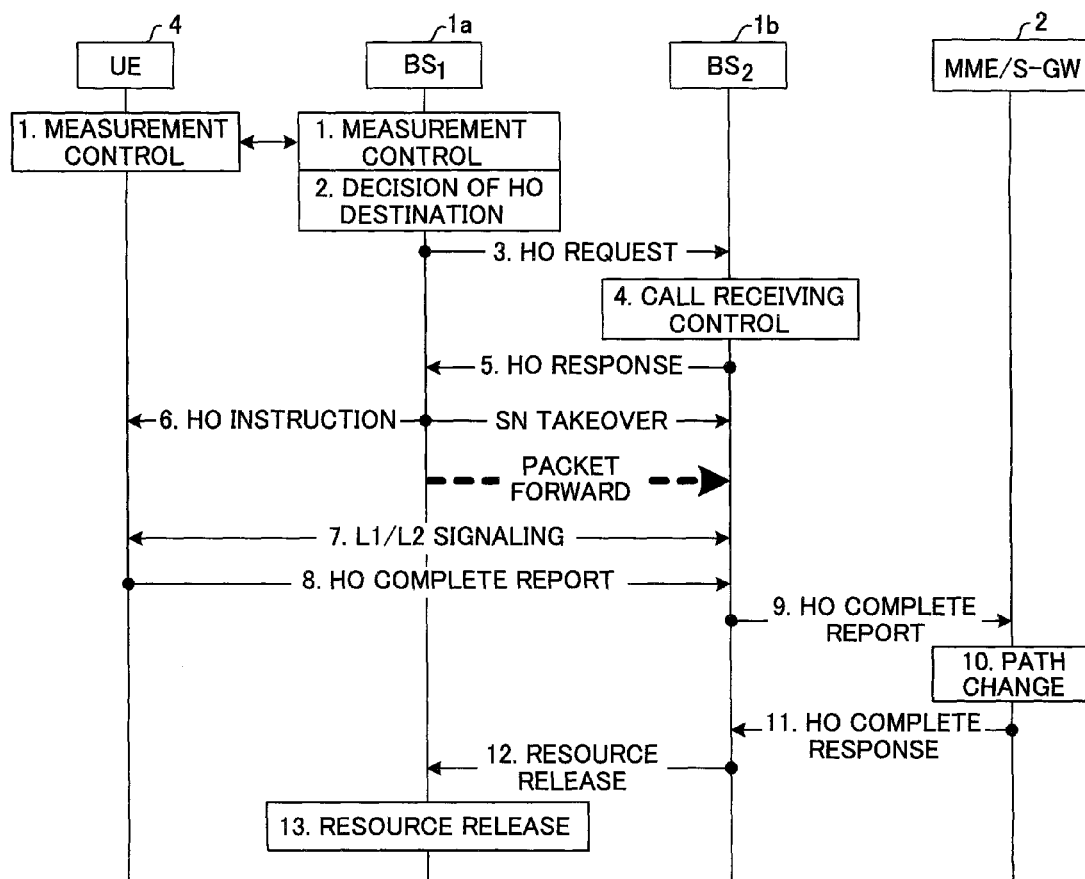 4
1a
1b
2
UE
BS1
BS2
MME/S-GW
1. MEASUREMENT
CONTROL
1. MEASUREMENT
CONTROL
2. DECISION OF HO
DESTINATION
3. HO REQUEST
4. CALL RECEIVING
CONTROL
5. HO RESPONSE
6. HO INSTRUCTION
SN TAKEOVER
PACKET
FORWARD
7. L1/L2 SIGNALING
8. HO COMPLETE REPORT
9. HO COMPLETE
REPORT
10. PATH
CHANGE
11. HO COMPLETE
RESPONSE
12. RESOURCE
RELEASE
13. RESOURCE RELEASE